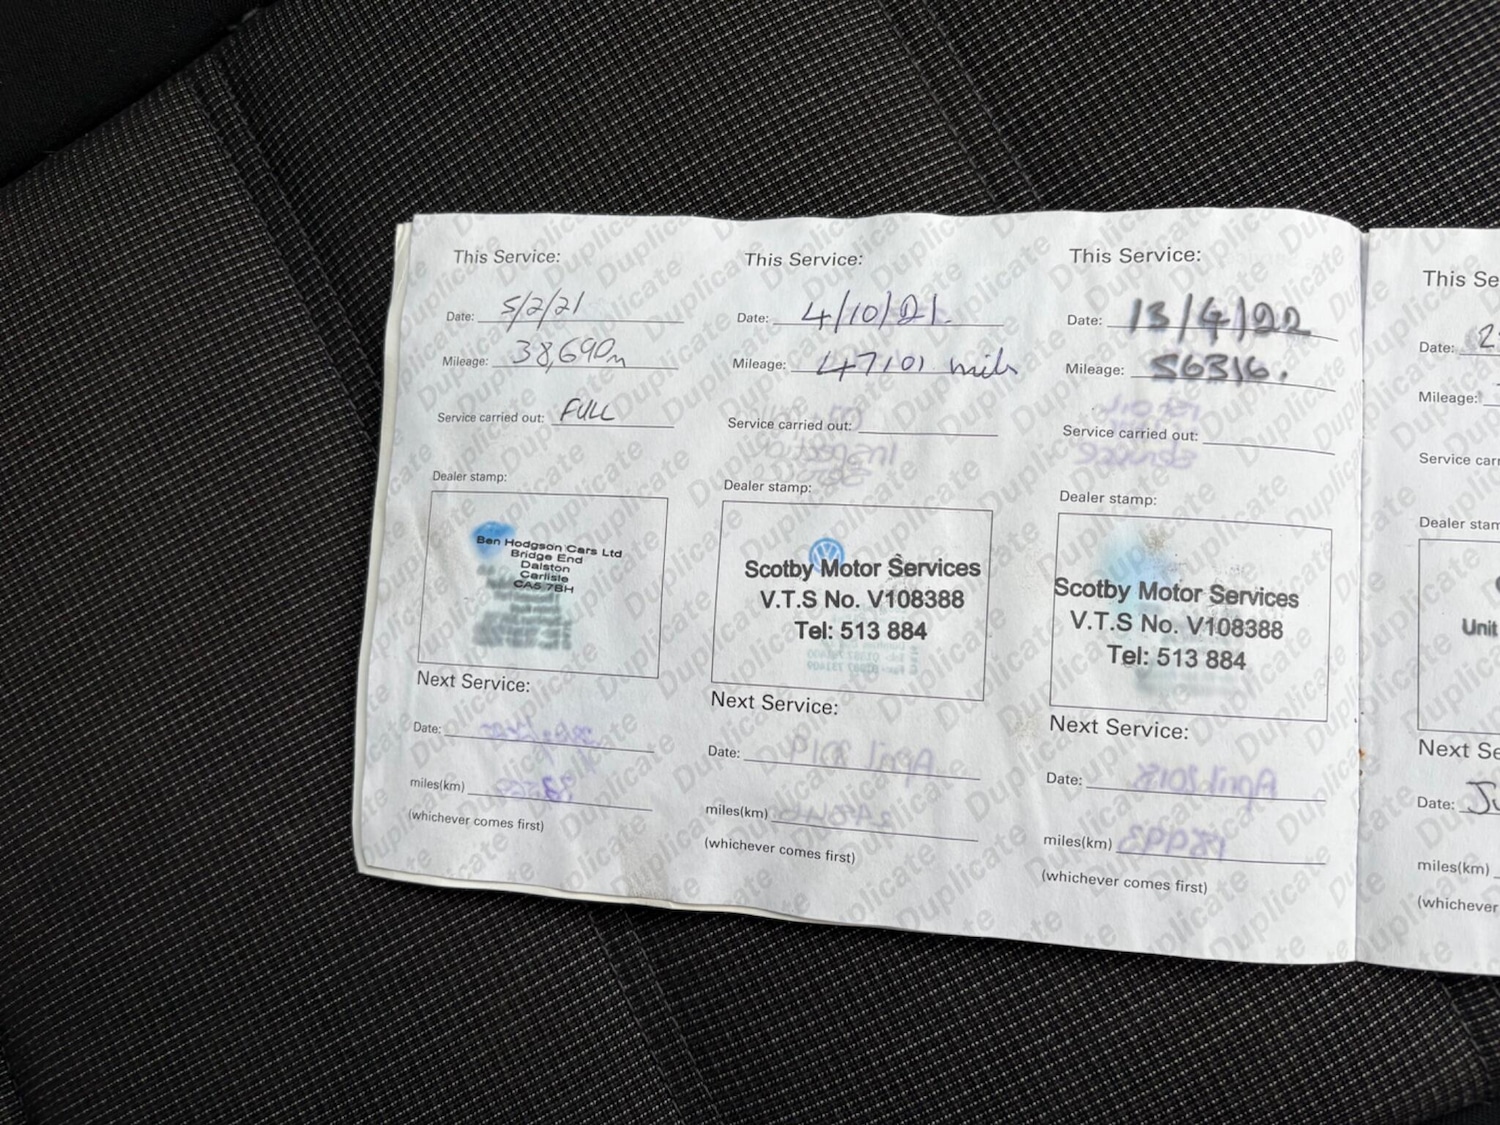 This Service:
Date: 5/2/21
Mileage: 38,690m
Service carried out: FULL
Dealer stamp:
Ben Hodgson Cars Ltd
Bridge End
Dalston
Carlisle
CA5 7BH
Next Service:
Date:
miles(km)
(whichever comes first)
This Service:
Date: 4/10/21.
Mileage: 47101 mils
Service carried out:
Dealer stamp:
Scotby Motor Services
V.T.S No. V108388
Tel: 513 884
Next Service:
Date:
miles(km)
(whichever comes first)
This Service:
Date: 13/4/22
Mileage: 56316.
Service carried out:
Dealer stamp:
Scotby Motor Services
V.T.S No. V108388
Tel: 513 884
Next Service:
Date:
miles(km)
(whichever comes first)
This Se
Date: 2
Mileage:
Service carr
Dealer stam
Unit
Next Se
Date: Ju
miles(km)
(whichever
Duplicate